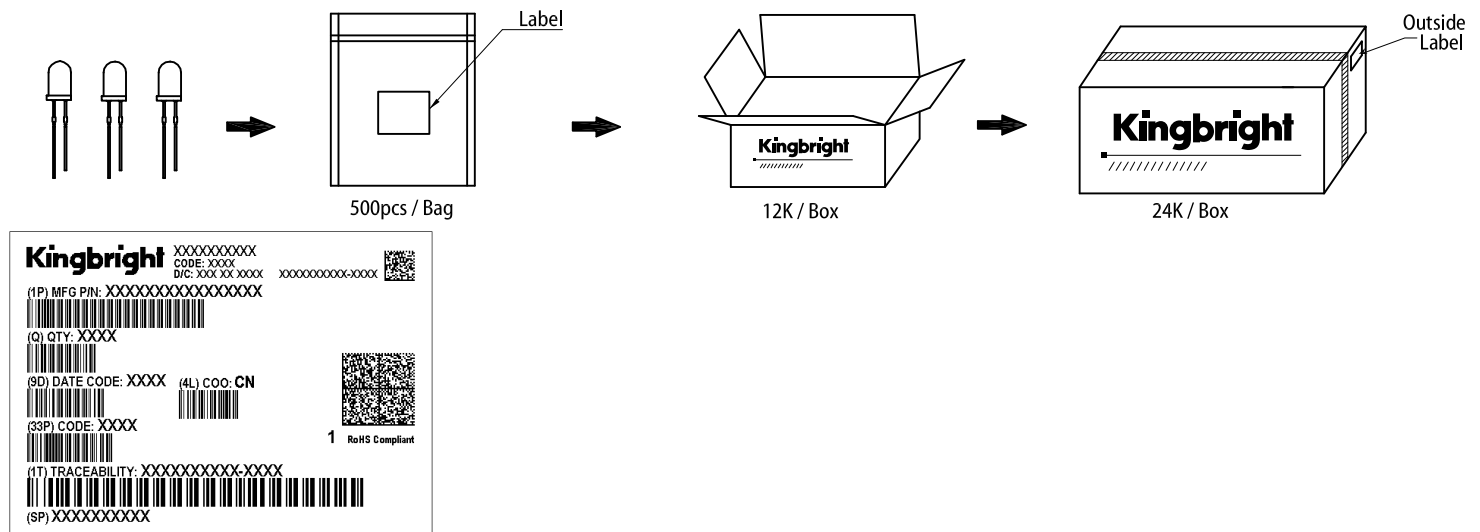 Label
Outside
Label
Kingbright
Kingbright
500pcs / Bag
12K / Box
24K / Box
Kingbright
XXXXXXXXXX
CODE: XXXX
D/C: XXX XX XXXX XXXXXXXXXX-XXXX
(1P) MFG P/N: XXXXXXXXXXXXXXXX
(Q) QTY: XXXX
(9D) DATE CODE: XXXX (4L) COO: CN
(33P) CODE: XXXX
1 RoHS Compliant
(1T) TRACEABILITY: XXXXXXXXXX-XXXX
(SP) XXXXXXXXXX